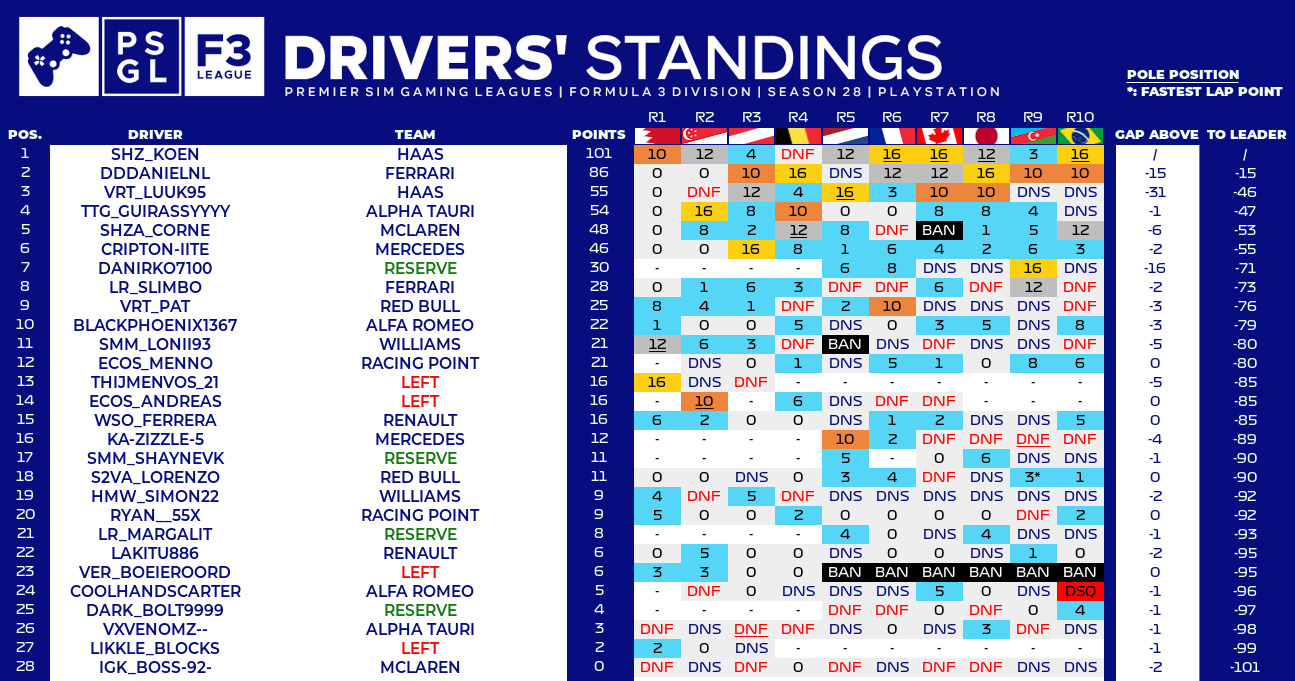 PS
GL
F3
LEAGUE
DRIVERS' STANDINGS
PREMIER SIM GAMING LEAGUES | FORMULA 3 DIVISION | SEASON 28 | PLAYSTATION
POLE POSITION
*: FASTEST LAP POINT
R1 R2 R3 R4 R5 R6 R7 R8 R9 R10
POS. DRIVER TEAM POINTS GAP ABOVE TO LEADER
1 SHZ_KOEN HAAS 101 10 12 4 DNF 12 16 16 12 3 16 / /
2 DDDANIELNL FERRARI 86 0 0 10 16 DNS 12 12 16 10 10 -15 -15
3 VRT_LUUK95 HAAS 55 0 DNF 12 4 16 3 10 10 DNS DNS -31 -46
4 TTG_GUIRASSYYYY ALPHA TAURI 54 0 16 8 10 0 0 8 8 4 DNS -1 -47
5 SHZA_CORNE MCLAREN 48 0 8 2 12 8 DNF BAN 1 5 12 -6 -53
6 CRIPTON-IITE MERCEDES 46 0 0 16 8 1 6 4 2 6 3 -2 -55
7 DANIRKO7100 RESERVE 30 - - - - 6 8 DNS DNS 16 DNS -16 -71
8 LR_SLIMBO FERRARI 28 0 1 6 3 DNF DNF 6 DNF 12 DNF -2 -73
9 VRT_PAT RED BULL 25 8 4 1 DNF 2 10 DNS DNS DNS DNF -3 -76
10 BLACKPHOENIX1367 ALFA ROMEO 22 1 0 0 5 DNS 0 3 5 DNS 8 -3 -79
11 SMM_LONII93 WILLIAMS 21 12 6 3 DNF BAN DNS DNF DNS DNS DNF -5 -80
12 ECOS_MENNO RACING POINT 21 - DNS 0 1 DNS 5 1 0 8 6 0 -80
13 THIJMENVOS_21 LEFT 16 16 DNS DNF - - - - - - - -5 -85
14 ECOS_ANDREAS LEFT 16 - 10 - 6 DNS DNF DNF - - - 0 -85
15 WSO_FERRERA RENAULT 16 6 2 0 0 DNS 1 2 DNS DNS 5 0 -85
16 KA-ZIZZLE-5 MERCEDES 12 - - - - 10 2 DNF DNF DNF DNF -4 -89
17 SMM_SHAYNEVK RESERVE 11 - - - - 5 - 0 6 DNS DNS -1 -90
18 S2VA_LORENZO RED BULL 11 0 0 DNS 0 3 4 DNF DNS 3* 1 0 -90
19 HMW_SIMON22 WILLIAMS 9 4 DNF 5 DNF DNS DNS DNS DNS DNS DNS -2 -92
20 RYAN__55X RACING POINT 9 5 0 0 2 0 0 0 0 DNF 2 0 -92
21 LR_MARGALIT RESERVE 8 - - - - 4 0 DNS 4 DNS DNS -1 -93
22 LAKITU886 RENAULT 6 0 5 0 0 DNS 0 0 DNS 1 0 -2 -95
23 VER_BOEIEROORD LEFT 6 3 3 0 0 BAN BAN BAN BAN BAN BAN 0 -95
24 COOLHANDSCARTER ALFA ROMEO 5 - DNF 0 DNS DNS DNS 5 0 DNS DSQ -1 -96
25 DARK_BOLT9999 RESERVE 4 - - - - DNF DNF 0 DNF 0 4 -1 -97
26 VXVENOMZ-- ALPHA TAURI 3 DNF DNS DNF DNF DNS 0 DNS 3 DNF DNS -1 -98
27 LIKKLE_BLOCKS LEFT 2 2 0 DNS - - - - - - - -1 -99
28 IGK_BOSS-92- MCLAREN 0 DNF DNS DNF 0 DNF DNS DNF DNF DNS DNS -2 -101